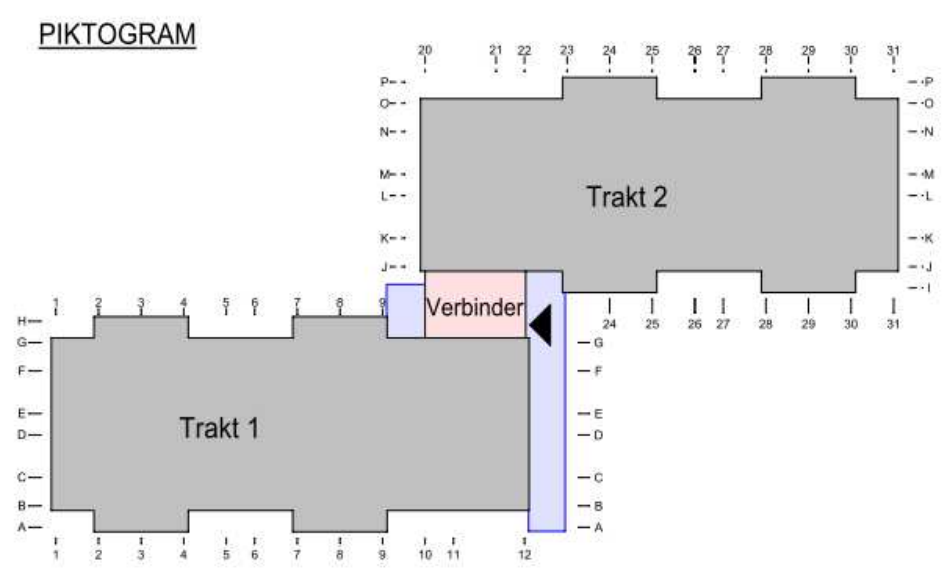 PIKTOGRAM
20 21 22 23 24 25 26 27 28 29 30 31
P P
O O
N N
M M
L L
K K
J J
I
Trakt 2
1 2 3 4 5 6 7 8 9
Verbinder
24 25 26 27 28 29 30 31
H
G G
F F
E E
D D
C C
B B
A A
Trakt 1
1 2 3 4 5 6 7 8 9 10 11 12